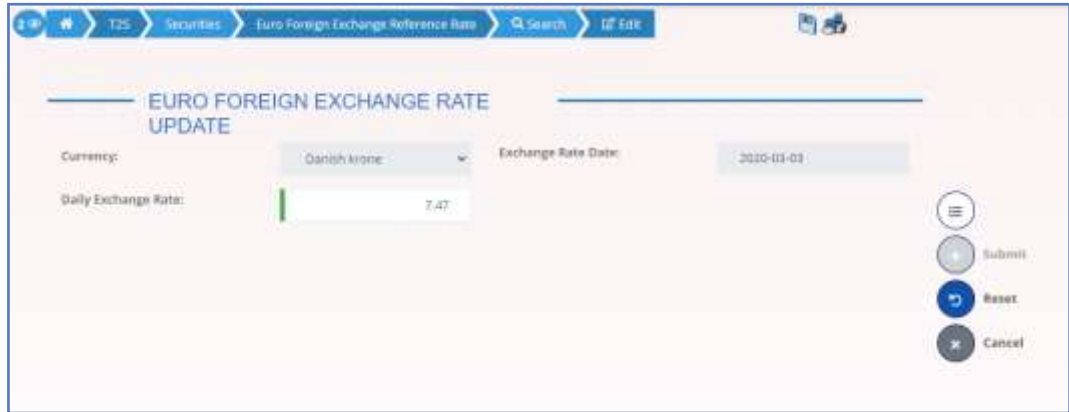 T2S Securities Euro Foreign Exchange Reference Rate Search Edit
EURO FOREIGN EXCHANGE RATE
UPDATE
Currency: Danish krone Exchange Rate Date: 2020-03-03
Daily Exchange Rate: 7.47
Submit
Reset
Cancel